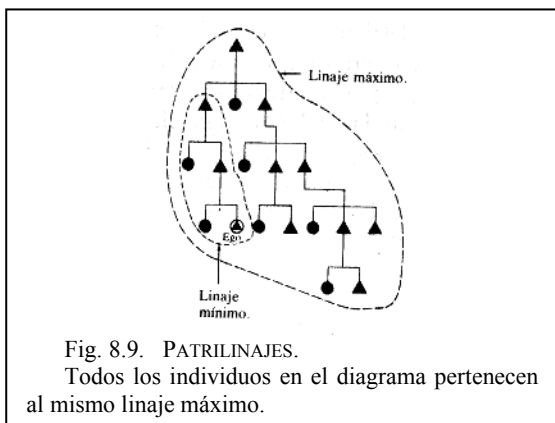 Linaje máximo.
Ego
Linaje
mínimo.
Fig. 8.9. PATRILINAJES.
Todos los individuos en el diagrama pertenecen
al mismo linaje máximo.